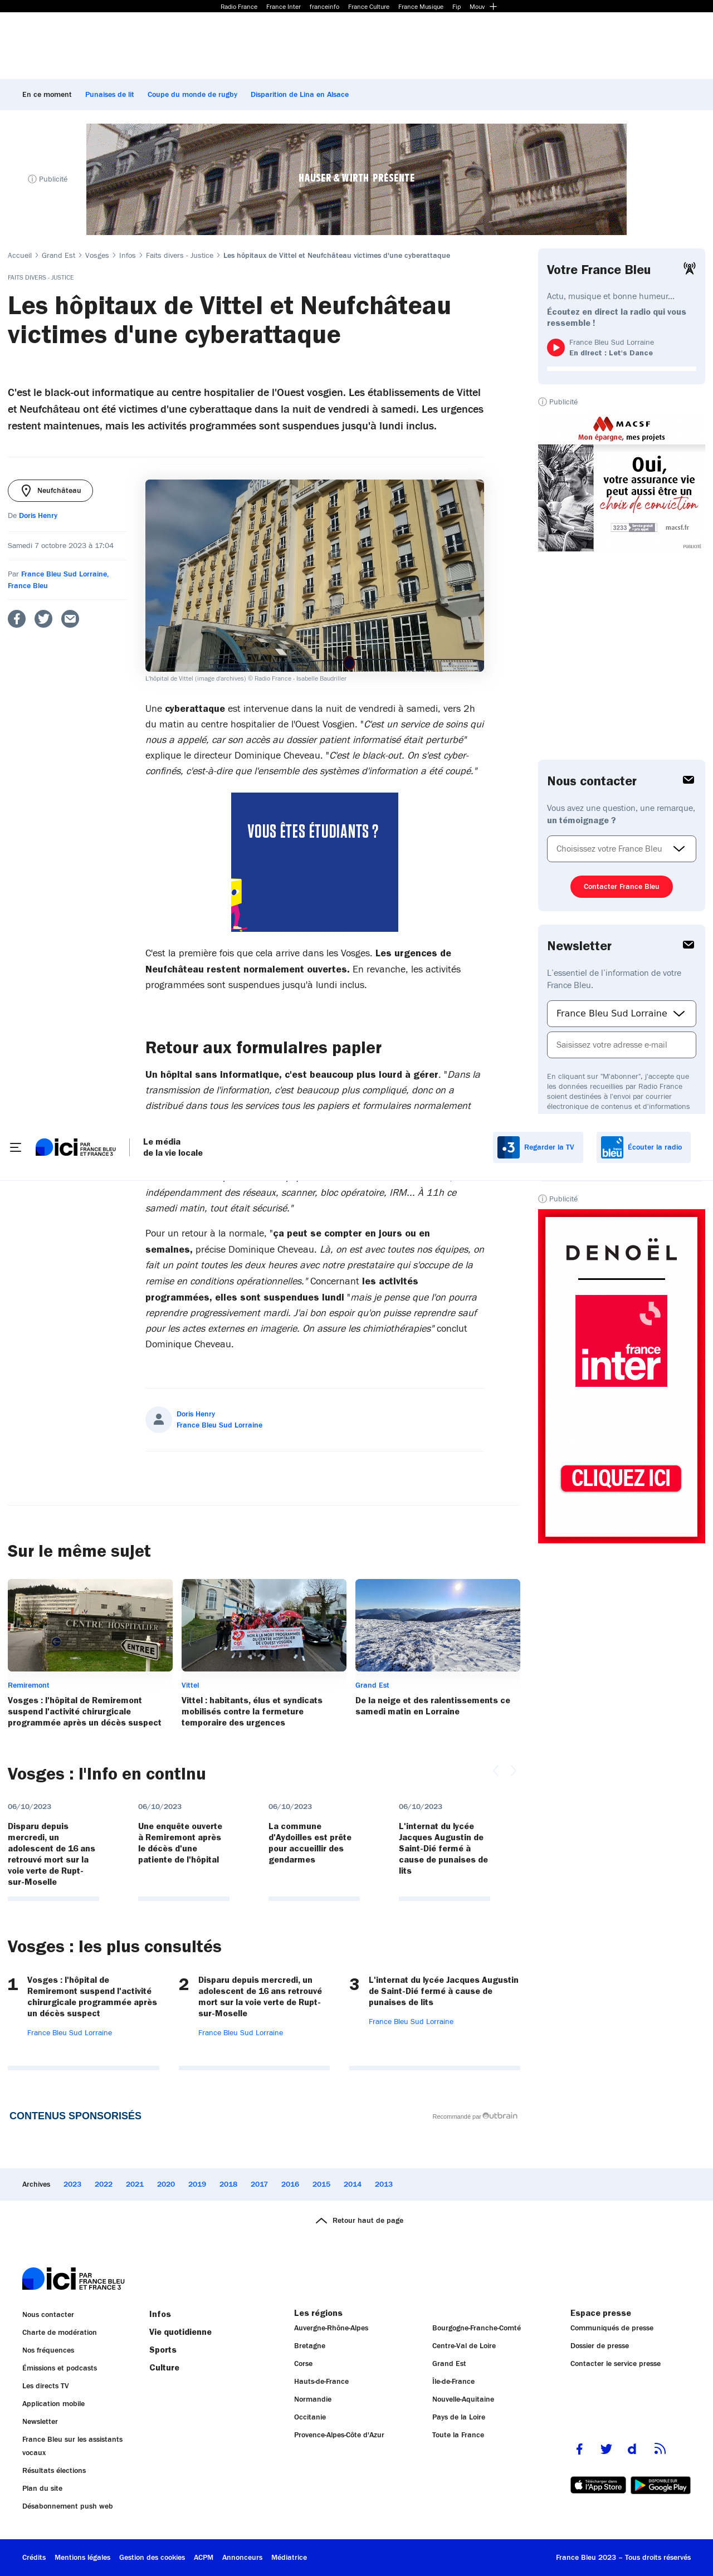 Radio France France Inter franceinfo France Culture France Musique Fip Mouv
En ce moment Punaises de lit Coupe du monde de rugby Disparition de Lina en Alsace
Publicité
HAUSER & WIRTH PRÉSENTE
Accueil > Grand Est > Vosges > Infos > Faits divers - Justice > Les hôpitaux de Vittel et Neufchâteau victimes d'une cyberattaque
FAITS DIVERS - JUSTICE
Les hôpitaux de Vittel et Neufchâteau
victimes d'une cyberattaque
C'est le black-out informatique au centre hospitalier de l'Ouest vosgien. Les établissements de Vittel
et Neufchâteau ont été victimes d'une cyberattaque dans la nuit de vendredi à samedi. Les urgences
restent maintenues, mais les activités programmées sont suspendues jusqu'à lundi inclus.
Neufchâteau
De Doris Henry
Samedi 7 octobre 2023 à 17:04
Par France Bleu Sud Lorraine,
France Bleu
L'hôpital de Vittel (image d'archives) © Radio France - Isabelle Baudriller
Une cyberattaque est intervenue dans la nuit de vendredi à samedi, vers 2h
du matin au centre hospitalier de l'Ouest Vosgien. "C'est un service de soins qui
nous a appelé, car son accès au dossier patient informatisé était perturbé"
explique le directeur Dominique Cheveau. "C'est le black-out. On s'est cyber-
confinés, c'est-à-dire que l'ensemble des systèmes d'information a été coupé."
VOUS ÊTES ÉTUDIANTS ?
C'est la première fois que cela arrive dans les Vosges. Les urgences de
Neufchâteau restent normalement ouvertes. En revanche, les activités
programmées sont suspendues jusqu'à lundi inclus.
Retour aux formulaires papier
Un hôpital sans informatique, c'est beaucoup plus lourd à gérer. "Dans la
transmission de l'information, c'est beaucoup plus compliqué, donc on a
distribué dans tous les services tous les papiers et formulaires normalement
Le média
de la vie locale
ici PAR FRANCE BLEU ET FRANCE 3
Regarder la TV
Écouter la radio
indépendamment des réseaux, scanner, bloc opératoire, IRM... À 11h ce
samedi matin, tout était sécurisé."
Pour un retour à la normale, "ça peut se compter en jours ou en
semaines, précise Dominique Cheveau. Là, on est avec toutes nos équipes, on
fait un point toutes les deux heures avec notre prestataire qui s'occupe de la
remise en conditions opérationnelles." Concernant les activités
programmées, elles sont suspendues lundi "mais je pense que l'on pourra
reprendre progressivement mardi. J'ai bon espoir qu'on puisse reprendre sauf
pour les actes externes en imagerie. On assure les chimiothérapies" conclut
Dominique Cheveau.
Doris Henry
France Bleu Sud Lorraine
Votre France Bleu
Actu, musique et bonne humeur...
Écoutez en direct la radio qui vous
ressemble !
France Bleu Sud Lorraine
En direct : Let's Dance
Publicité
MACSF
Mon épargne, mes projets
Oui,
votre assurance vie
peut aussi être un
choix de conviction
3233 macsf.fr
PUBLICITÉ
Nous contacter
Vous avez une question, une remarque,
un témoignage ?
Choisissez votre France Bleu
Contacter France Bleu
Newsletter
L'essentiel de l'information de votre
France Bleu.
France Bleu Sud Lorraine
Saisissez votre adresse e-mail
En cliquant sur "M'abonner", j'accepte que
les données recueillies par Radio France
soient destinées à l'envoi par courrier
électronique de contenus et d'informations
Publicité
DENOËL
france
inter
CLIQUEZ ICI
Sur le même sujet
CENTRE HOSPITALIER
ENTREE
Remiremont
Vosges : l'hôpital de Remiremont
suspend l'activité chirurgicale
programmée après un décès suspect
Vittel
Vittel : habitants, élus et syndicats
mobilisés contre la fermeture
temporaire des urgences
Grand Est
De la neige et des ralentissements ce
samedi matin en Lorraine
Vosges : l'info en continu
06/10/2023
Disparu depuis
mercredi, un
adolescent de 16 ans
retrouvé mort sur la
voie verte de Rupt-
sur-Moselle
06/10/2023
Une enquête ouverte
à Remiremont après
le décès d'une
patiente de l'hôpital
06/10/2023
La commune
d'Aydoilles est prête
pour accueillir des
gendarmes
06/10/2023
L'internat du lycée
Jacques Augustin de
Saint-Dié fermé à
cause de punaises de
lits
Vosges : les plus consultés
1 Vosges : l'hôpital de
Remiremont suspend l'activité
chirurgicale programmée après
un décès suspect
France Bleu Sud Lorraine
2 Disparu depuis mercredi, un
adolescent de 16 ans retrouvé
mort sur la voie verte de Rupt-
sur-Moselle
France Bleu Sud Lorraine
3 L'internat du lycée Jacques Augustin
de Saint-Dié fermé à cause de
punaises de lits
France Bleu Sud Lorraine
CONTENUS SPONSORISÉS
Recommandé par Outbrain
Archives 2023 2022 2021 2020 2019 2018 2017 2016 2015 2014 2013
Retour haut de page
ici PAR FRANCE BLEU ET FRANCE 3
Nous contacter
Charte de modération
Nos fréquences
Émissions et podcasts
Les directs TV
Application mobile
Newsletter
France Bleu sur les assistants
vocaux
Résultats élections
Plan du site
Désabonnement push web
Infos
Vie quotidienne
Sports
Culture
Les régions
Auvergne-Rhône-Alpes
Bretagne
Corse
Hauts-de-France
Normandie
Occitanie
Provence-Alpes-Côte d'Azur
Bourgogne-Franche-Comté
Centre-Val de Loire
Grand Est
Île-de-France
Nouvelle-Aquitaine
Pays de la Loire
Toute la France
Espace presse
Communiqués de presse
Dossier de presse
Contacter le service presse
Télécharger dans
l'App Store
DISPONIBLE SUR
Google Play
Crédits Mentions légales Gestion des cookies ACPM Annonceurs Médiatrice
France Bleu 2023 – Tous droits réservés